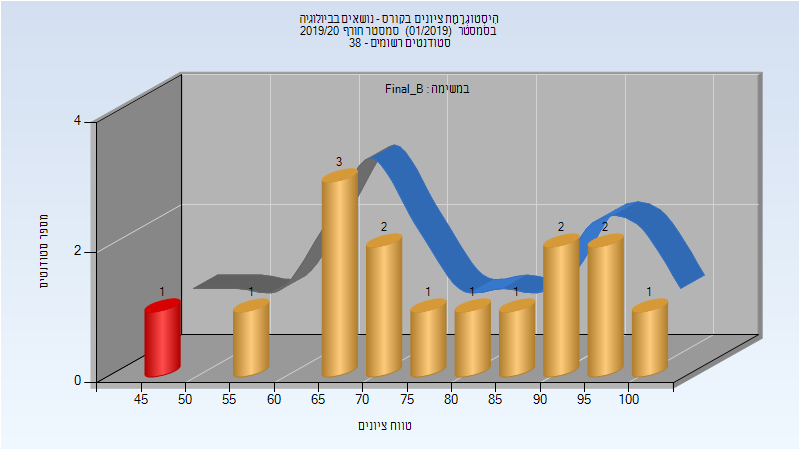 היסטוגרמת ציונים בקורס - נושאים בביולוגיה
בסמסטר (01/2019) סמסטר חורף 2019/20
סטודנטים רשומים - 38
במשימה : Final_B
מספר סטודנטים
4
2
0
1
1
3
2
1
1
1
2
2
1
45 50 55 60 65 70 75 80 85 90 95 100
טווח ציונים